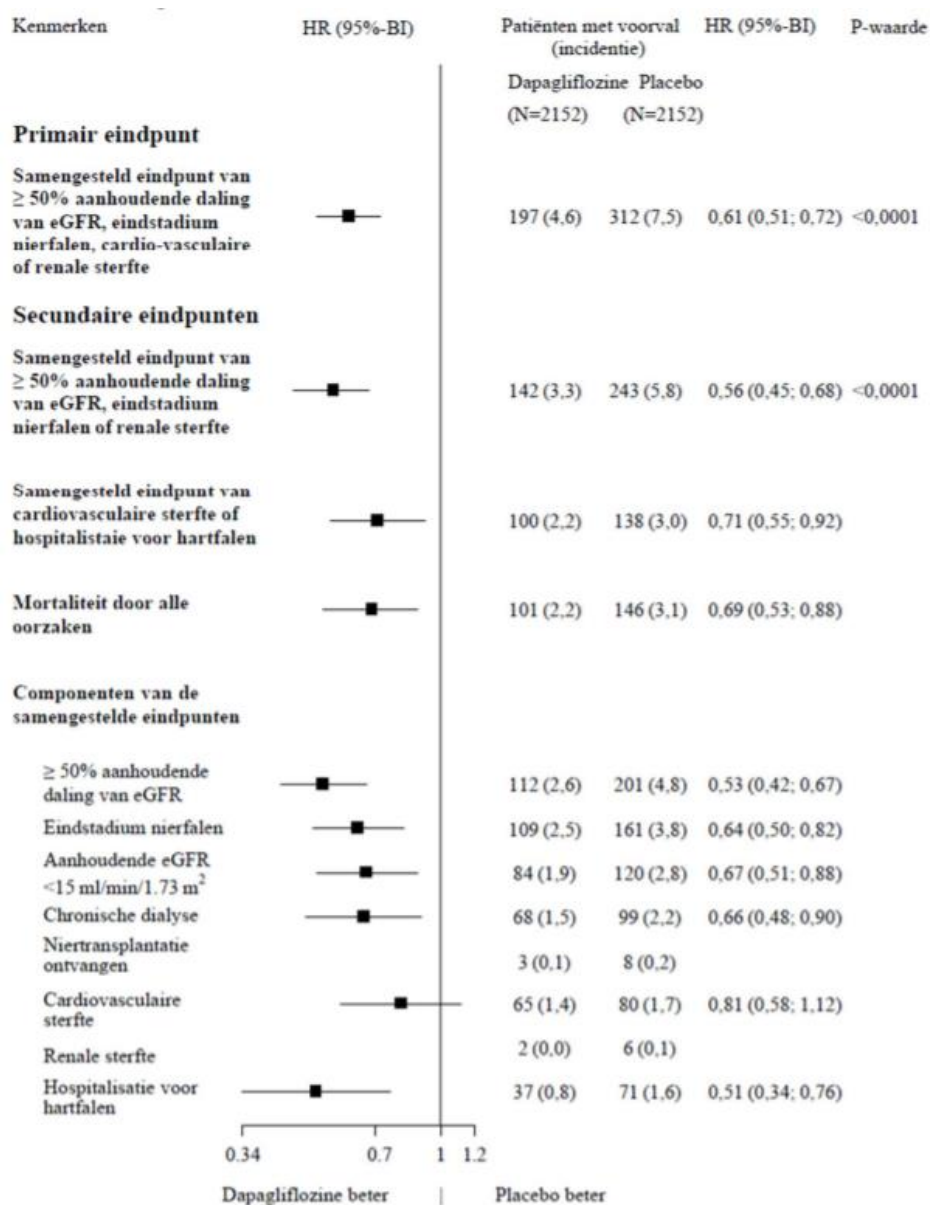 Kenmerken HR (95%-BI) Patiënten met voorval HR (95%-BI) P-waarde
(incidentie)
Dapagliflozine Placebo
(N=2152) (N=2152)
Primair eindpunt
Samengesteld eindpunt van
≥ 50% aanhoudende daling
van eGFR, eindstadium 197 (4,6) 312 (7,5) 0,61 (0,51; 0,72) <0,0001
nierfalen, cardio-vasculaire
of renale sterfte
Secundaire eindpunten
Samengesteld eindpunt van
≥ 50% aanhoudende daling
van eGFR, eindstadium 142 (3,3) 243 (5,8) 0,56 (0,45; 0,68) <0,0001
nierfalen of renale sterfte
Samengesteld eindpunt van
cardiovasculaire sterfte of 100 (2,2) 138 (3,0) 0,71 (0,55; 0,92)
hospitalistaie voor hartfalen
Mortaliteit door alle 101 (2,2) 146 (3,1) 0,69 (0,53; 0,88)
oorzaken
Componenten van de
samengestelde eindpunten
≥ 50% aanhoudende
daling van eGFR 112 (2,6) 201 (4,8) 0,53 (0,42; 0,67)
Eindstadium nierfalen 109 (2,5) 161 (3,8) 0,64 (0,50; 0,82)
Aanhoudende eGFR 84 (1,9) 120 (2,8) 0,67 (0,51; 0,88)
<15 ml/min/1.73 m²
Chronische dialyse 68 (1,5) 99 (2,2) 0,66 (0,48; 0,90)
Niertransplantatie
ontvangen 3 (0,1) 8 (0,2)
Cardiovasculaire 65 (1,4) 80 (1,7) 0,81 (0,58; 1,12)
sterfte
Renale sterfte 2 (0,0) 6 (0,1)
Hospitalisatie voor 37 (0,8) 71 (1,6) 0,51 (0,34; 0,76)
hartfalen
0.34 0.7 1 1.2
Dapagliflozine beter Placebo beter